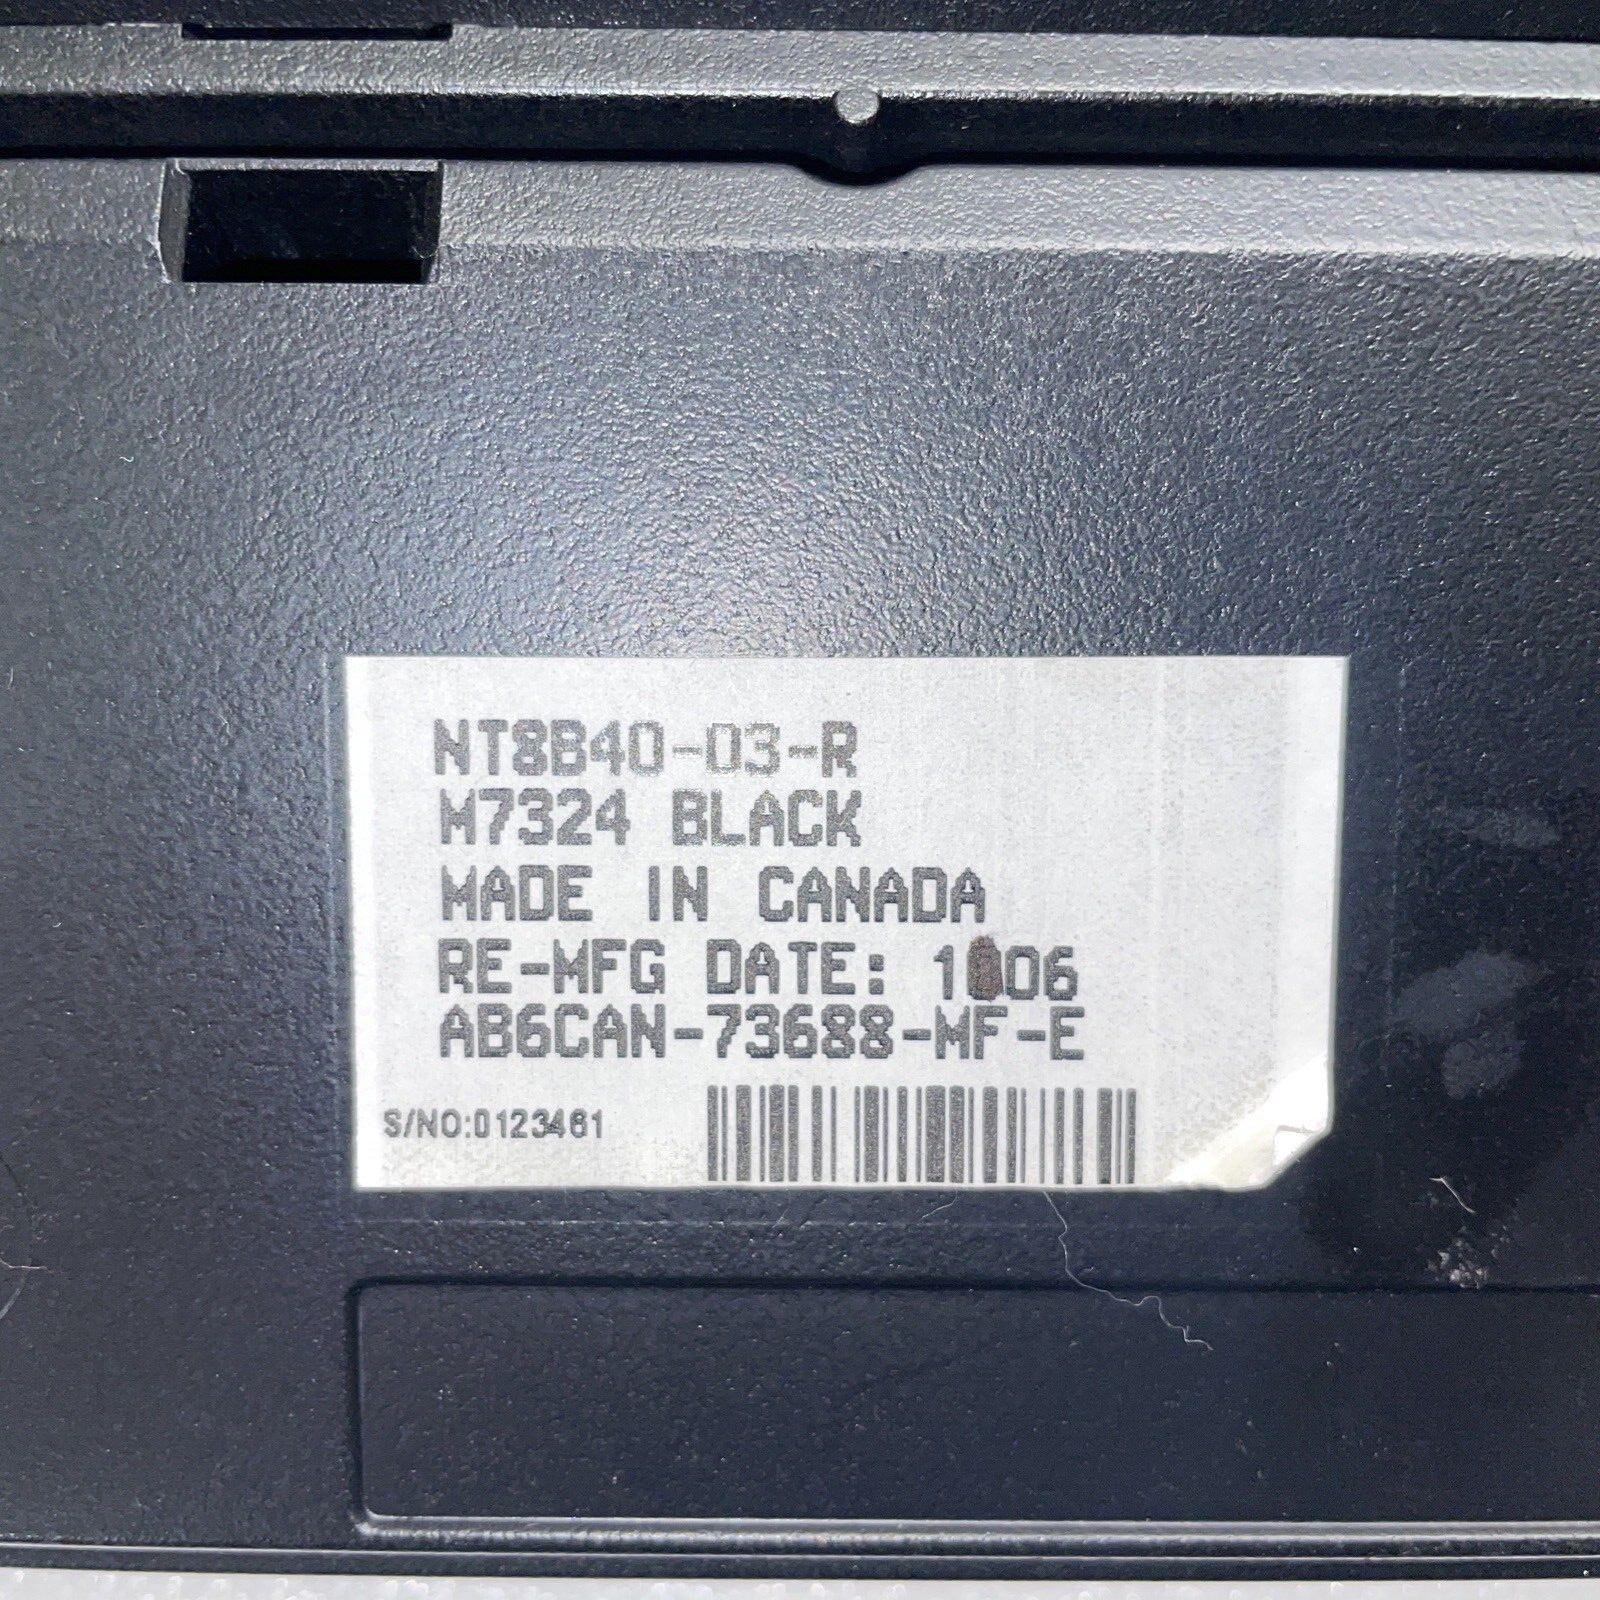 NT8B40-03-R
M7324 BLACK
MADE IN CANADA
RE-MFG DATE:
AB6CAN-73688-MF-E
S/NO:0123461